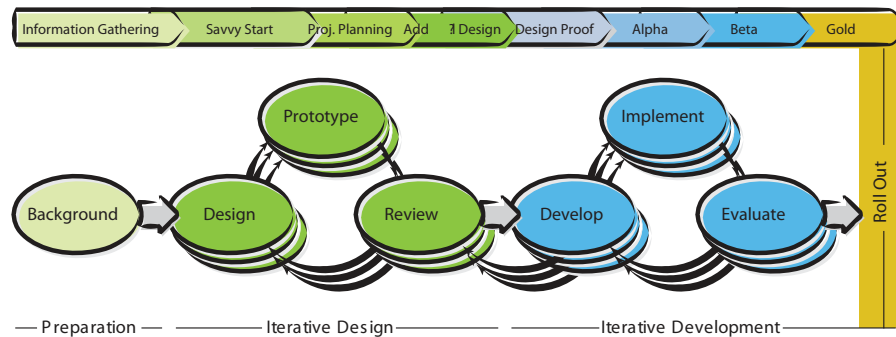 Information Gathering
Savvy Start
Proj. Planning
Add Design
Design Proof
Alpha
Beta
Gold
Prototype
Implement
Background
Design
Review
Develop
Evaluate
Roll Out
Preparation
Iterative Design
Iterative Development